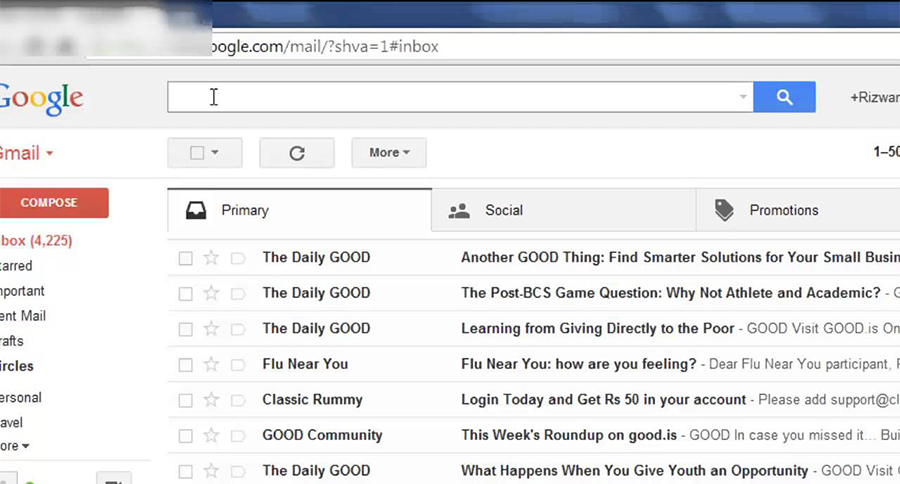 oogle.com/mail/?shva=1#inbox
Google
+Rizwan
Gmail
More
1–50
COMPOSE
Primary
Social
Promotions
nbox (4,225)
The Daily GOOD Another GOOD Thing: Find Smarter Solutions for Your Small Busin
tarred
The Daily GOOD The Post-BCS Game Question: Why Not Athlete and Academic? - G
mportant
ent Mail
The Daily GOOD Learning from Giving Directly to the Poor - GOOD Visit GOOD.is On
rafts
Flu Near You Flu Near You: how are you feeling? - Dear Flu Near You participant, F
ircles
Classic Rummy Login Today and Get Rs 50 in your account - Please add support@cl
ersonal
avel
GOOD Community This Week's Roundup on good.is - GOOD In case you missed it... Bui
ore
The Daily GOOD What Happens When You Give Youth an Opportunity - GOOD Visit G